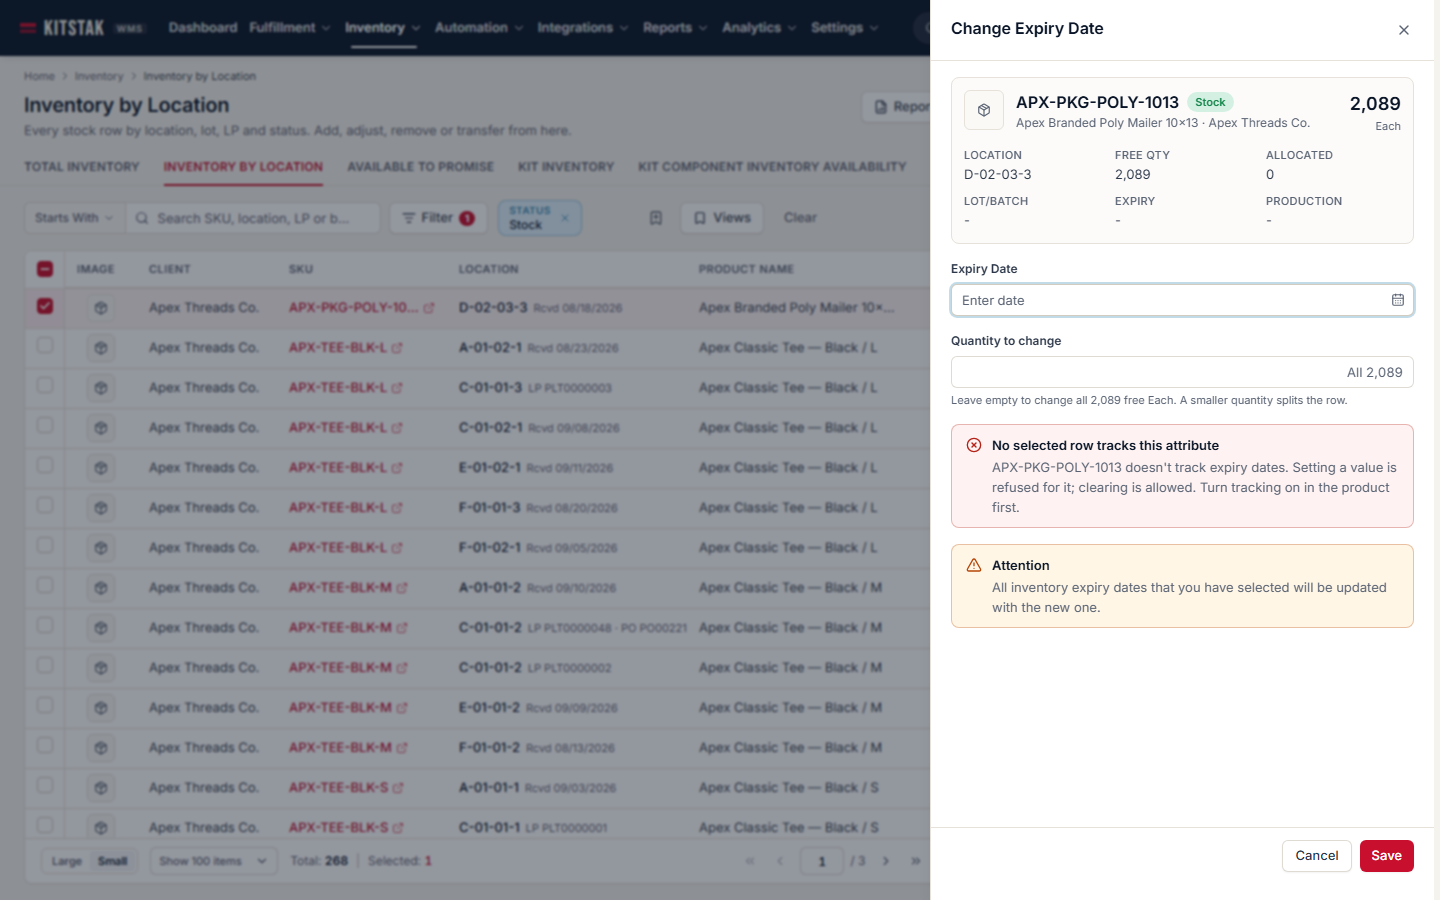 KITSTAK WMS
Dashboard Fulfillment Inventory Automation Integrations Reports Analytics Settings
Home > Inventory > Inventory by Location
Inventory by Location
Every stock row by location, lot, LP and status. Add, adjust, remove or transfer from here.
TOTAL INVENTORY INVENTORY BY LOCATION AVAILABLE TO PROMISE KIT INVENTORY KIT COMPONENT INVENTORY AVAILABILITY
Starts With Search SKU, location, LP or b... Filter 1 STATUS Stock Views Clear
IMAGE CLIENT SKU LOCATION PRODUCT NAME
Apex Threads Co. APX-PKG-POLY-10... D-02-03-3 Rcvd 08/18/2026 Apex Branded Poly Mailer 10×...
Apex Threads Co. APX-TEE-BLK-L A-01-02-1 Rcvd 08/23/2026 Apex Classic Tee — Black / L
Apex Threads Co. APX-TEE-BLK-L C-01-01-3 LP PLT0000003 Apex Classic Tee — Black / L
Apex Threads Co. APX-TEE-BLK-L C-01-02-1 Rcvd 09/08/2026 Apex Classic Tee — Black / L
Apex Threads Co. APX-TEE-BLK-L E-01-02-1 Rcvd 09/11/2026 Apex Classic Tee — Black / L
Apex Threads Co. APX-TEE-BLK-L F-01-01-3 Rcvd 08/20/2026 Apex Classic Tee — Black / L
Apex Threads Co. APX-TEE-BLK-L F-01-02-1 Rcvd 09/05/2026 Apex Classic Tee — Black / L
Apex Threads Co. APX-TEE-BLK-M A-01-01-2 Rcvd 09/10/2026 Apex Classic Tee — Black / M
Apex Threads Co. APX-TEE-BLK-M C-01-01-2 LP PLT0000048 · PO PO00221 Apex Classic Tee — Black / M
Apex Threads Co. APX-TEE-BLK-M C-01-01-2 LP PLT0000002 Apex Classic Tee — Black / M
Apex Threads Co. APX-TEE-BLK-M E-01-01-2 Rcvd 09/09/2026 Apex Classic Tee — Black / M
Apex Threads Co. APX-TEE-BLK-M F-01-01-2 Rcvd 08/13/2026 Apex Classic Tee — Black / M
Apex Threads Co. APX-TEE-BLK-S A-01-01-1 Rcvd 09/03/2026 Apex Classic Tee — Black / S
Apex Threads Co. APX-TEE-BLK-S C-01-01-1 LP PLT0000001 Apex Classic Tee — Black / S
Large Small Show 100 items Total: 268 | Selected: 1 « ‹ 1 / 3 › »
Change Expiry Date
APX-PKG-POLY-1013 Stock 2,089
Apex Branded Poly Mailer 10×13 · Apex Threads Co. Each
LOCATION FREE QTY ALLOCATED
D-02-03-3 2,089 0
LOT/BATCH EXPIRY PRODUCTION
- - -
Expiry Date
Enter date
Quantity to change
All 2,089
Leave empty to change all 2,089 free Each. A smaller quantity splits the row.
No selected row tracks this attribute
APX-PKG-POLY-1013 doesn't track expiry dates. Setting a value is
refused for it; clearing is allowed. Turn tracking on in the product
first.
Attention
All inventory expiry dates that you have selected will be updated
with the new one.
Cancel Save